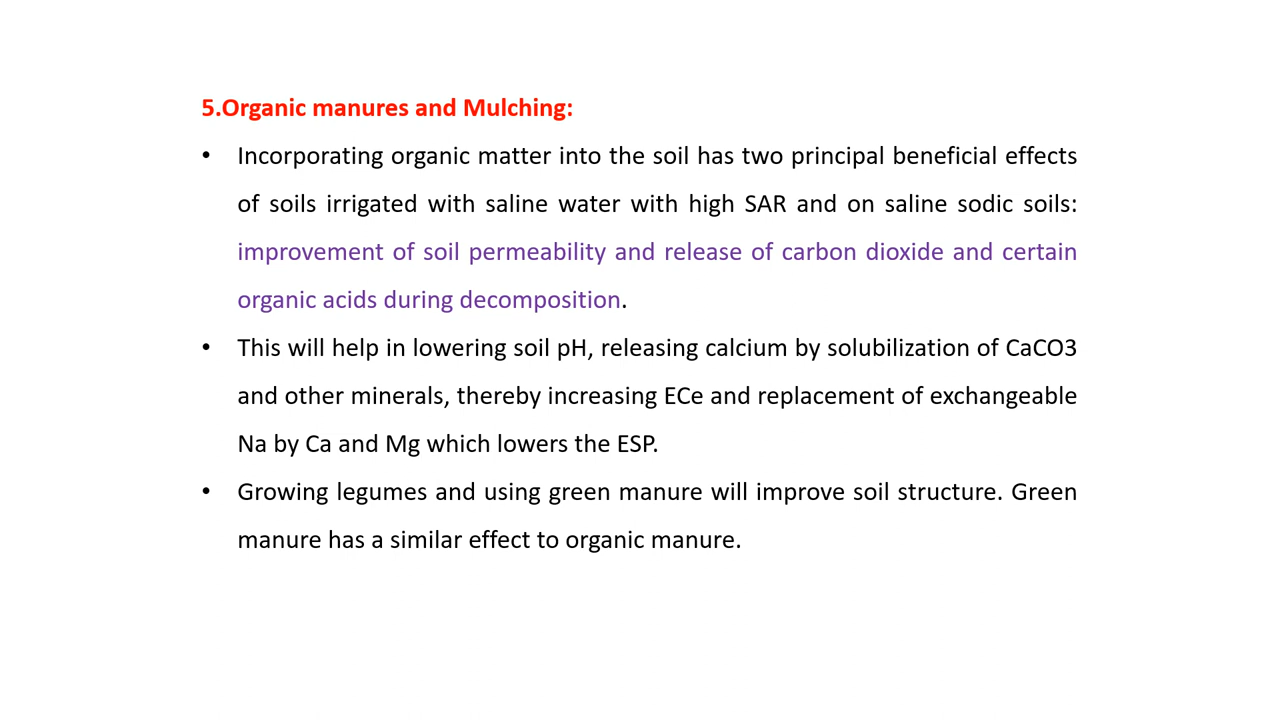 5.Organic manures and Mulching:
• Incorporating organic matter into the soil has two principal beneficial effects
of soils irrigated with saline water with high SAR and on saline sodic soils:
improvement of soil permeability and release of carbon dioxide and certain
organic acids during decomposition.
• This will help in lowering soil pH, releasing calcium by solubilization of CaCO3
and other minerals, thereby increasing ECe and replacement of exchangeable
Na by Ca and Mg which lowers the ESP.
• Growing legumes and using green manure will improve soil structure. Green
manure has a similar effect to organic manure.